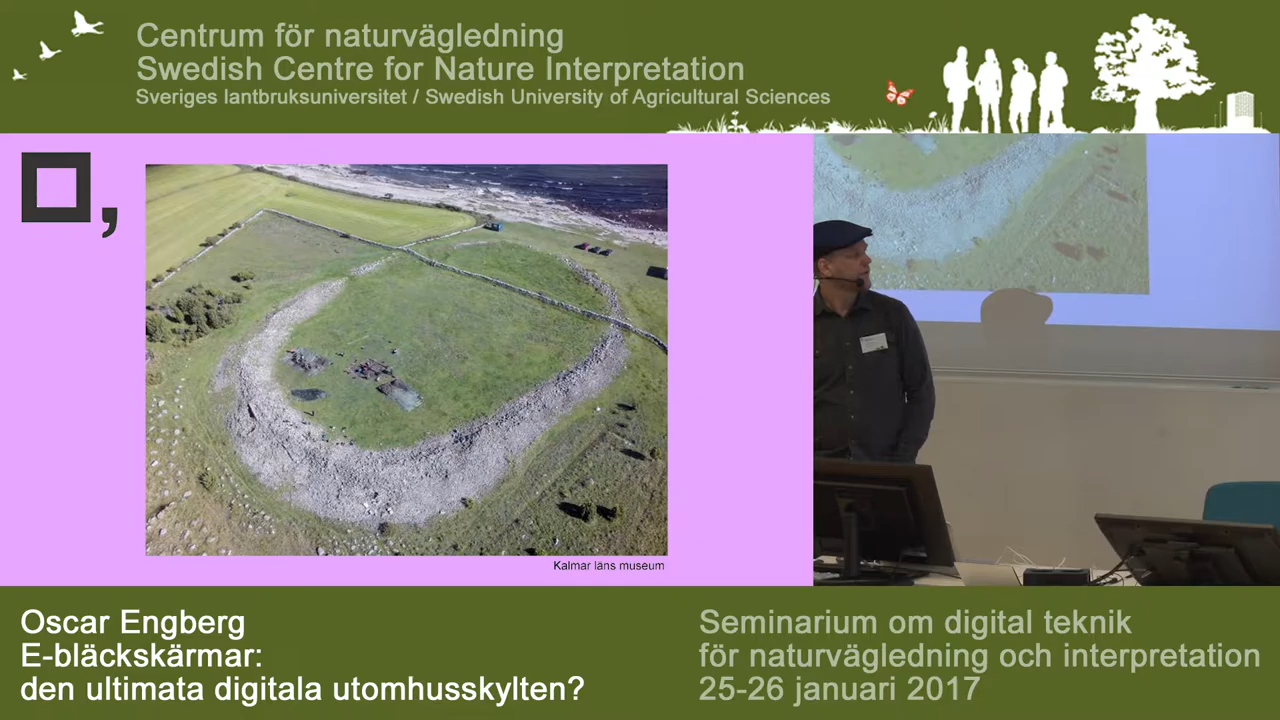 Centrum för naturvägledning
Swedish Centre for Nature Interpretation
Sveriges lantbruksuniversitet / Swedish University of Agricultural Sciences
Kalmar läns museum
Oscar Engberg
E-bläckskärmar:
den ultimata digitala utomhusskylten?
Seminarium om digital teknik
för naturvägledning och interpretation
25-26 januari 2017